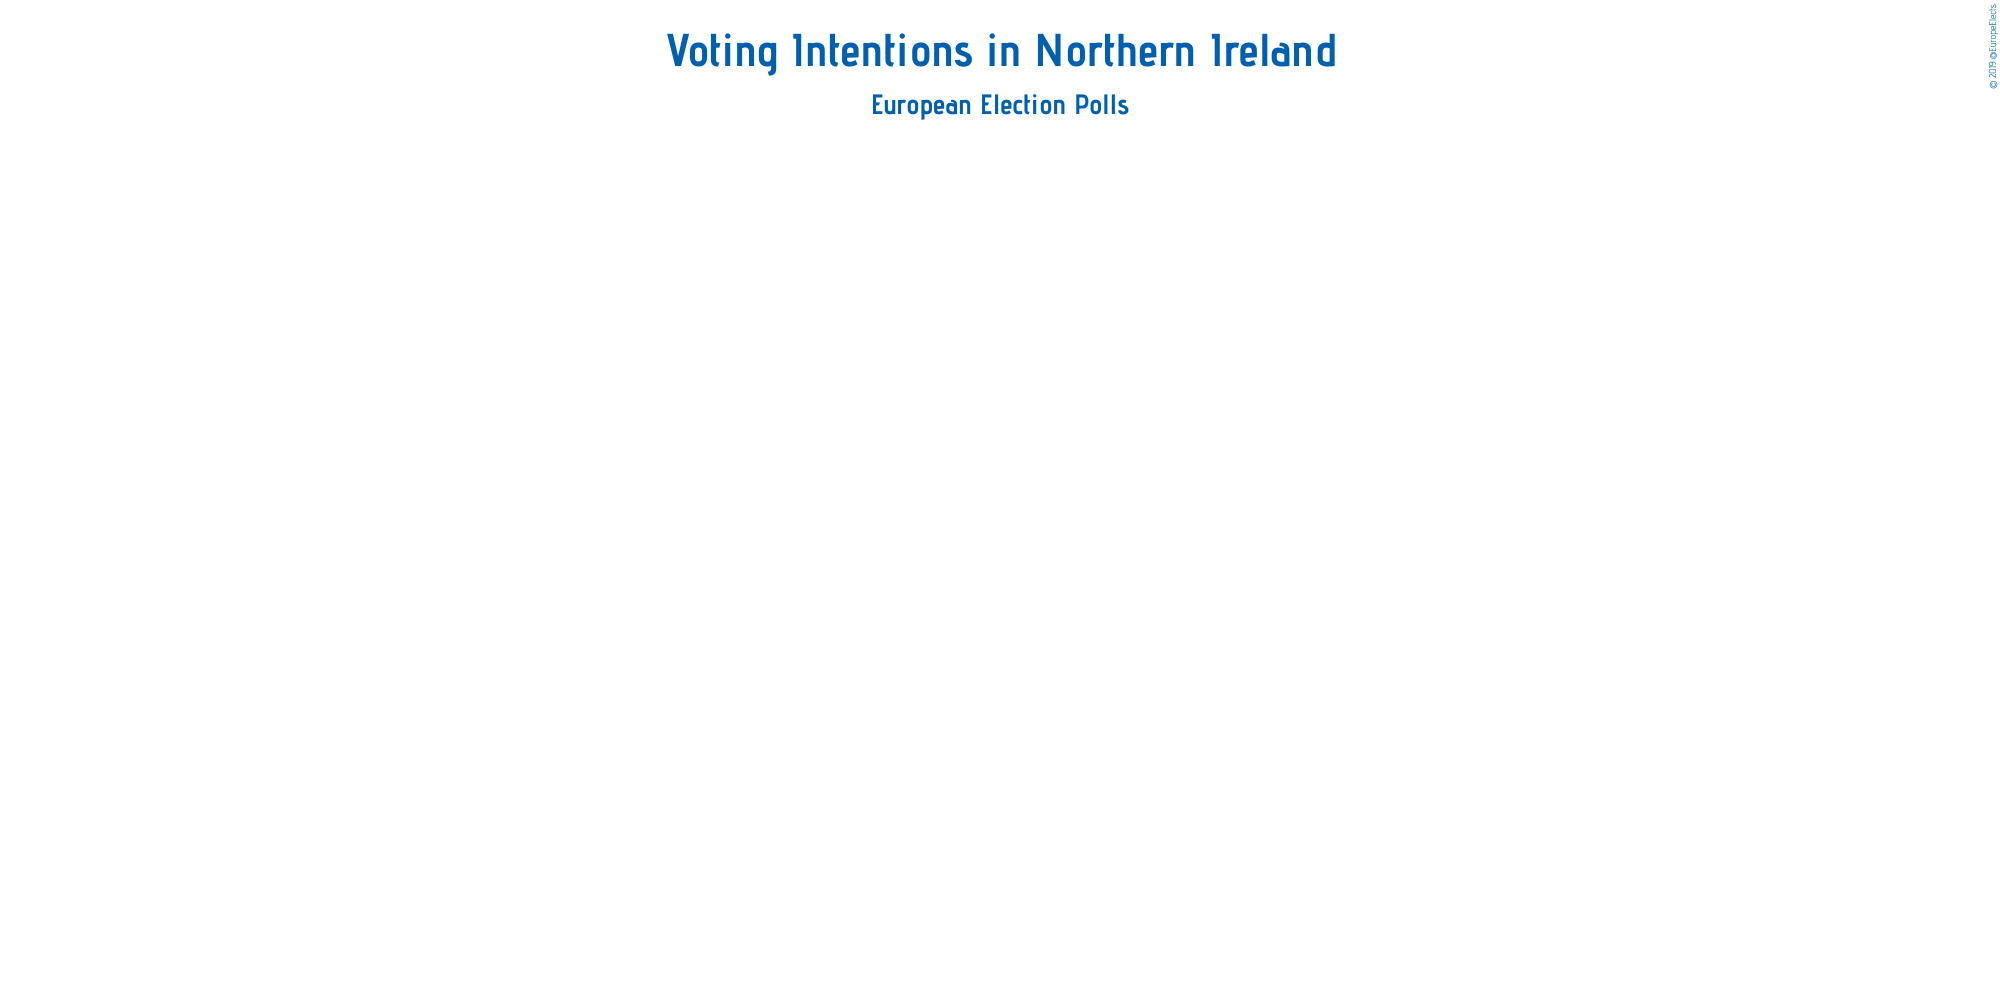 Voting Intentions in Northern Ireland
European Election Polls
© 2019 @EuropeElects